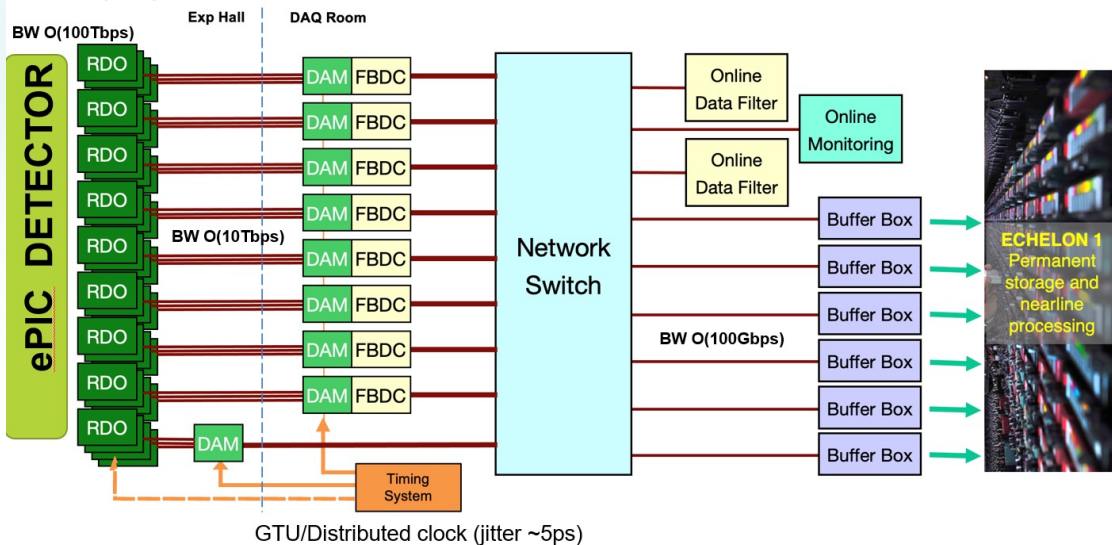 Exp Hall
DAQ Room
BW O(100Tbps)
ePIC DETECTOR
RDO
RDO
RDO
RDO
RDO
RDO
RDO
RDO
RDO
BW O(10Tbps)
DAM FBDC
DAM FBDC
DAM FBDC
DAM FBDC
DAM FBDC
DAM FBDC
DAM FBDC
DAM FBDC
DAM
Timing
System
GTU/Distributed clock (jitter ~5ps)
Network
Switch
Online
Data Filter
Online
Monitoring
Online
Data Filter
BW O(100Gbps)
Buffer Box
Buffer Box
Buffer Box
Buffer Box
Buffer Box
Buffer Box
ECHELON 1
Permanent
storage and
nearline
processing